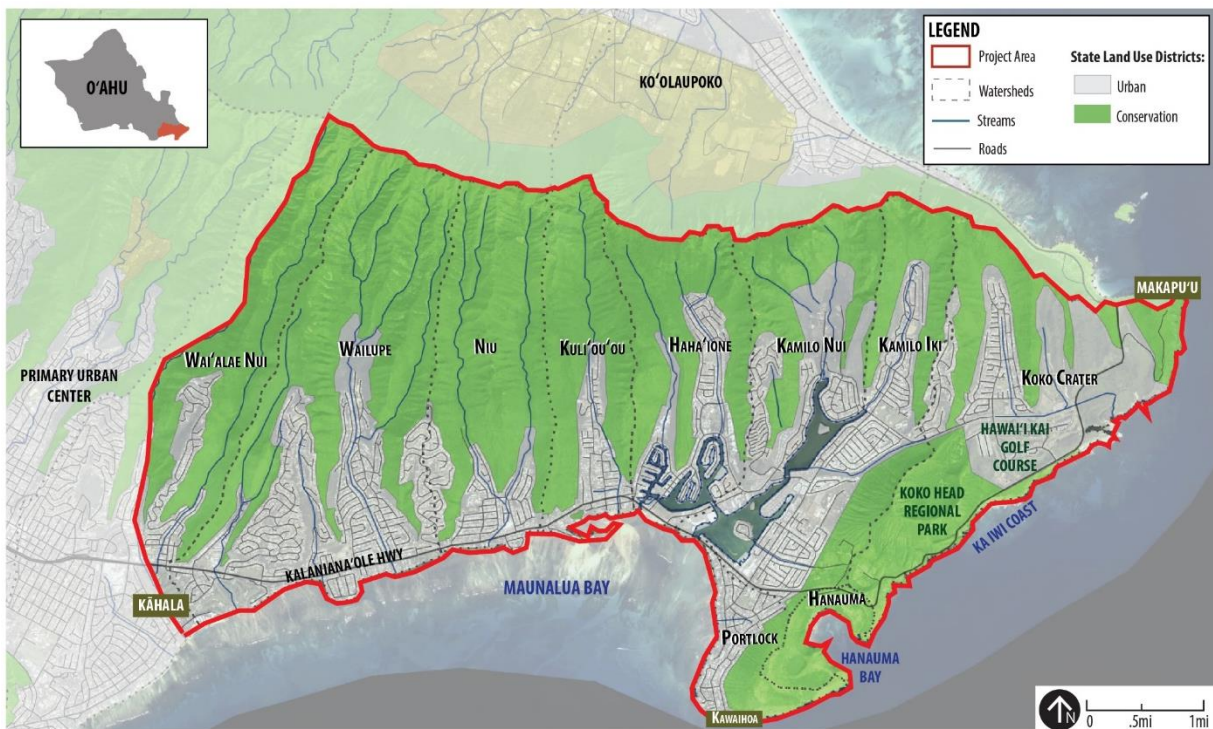 O‘AHU
KO‘OLAUPOKO
LEGEND
Project Area
Watersheds
Streams
Roads
State Land Use Districts:
Urban
Conservation
MAKAPU‘U
WAI‘ALAE NUI
WAILUPE
NIU
KULI‘OU‘OU
HAHA‘IONE
KAMILO NUI
KAMILO IKI
KOKO CRATER
PRIMARY URBAN
CENTER
HAWAI‘I KAI
GOLF
COURSE
KOKO HEAD
REGIONAL
PARK
KA IWI COAST
KALANIANA‘OLE HWY
MAUNALUA BAY
KĀHALA
HANAUMA
PORTLOCK
HANAUMA
BAY
KAWAIHOA
N
0 .5mi 1mi